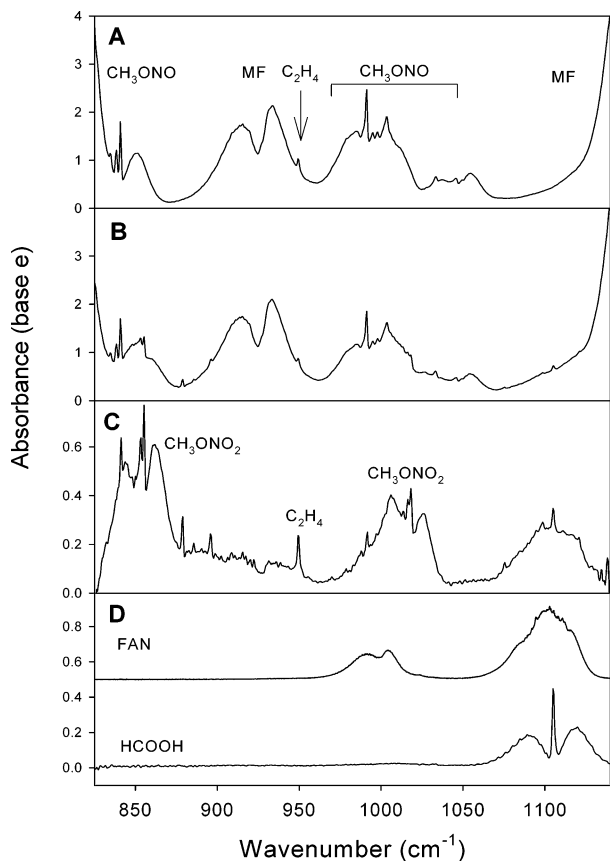 4
A
CH₃ONO MF C₂H₄ CH₃ONO MF
3
2
1
0
B
3
2
1
0
C
CH₃ONO₂ CH₃ONO₂
0.6
0.4
C₂H₄
0.2
0.0
D
0.8
FAN
0.6
0.4
0.2
HCOOH
0.0
850 900 950 1000 1050 1100
Wavenumber (cm⁻¹)
Absorbance (base e)